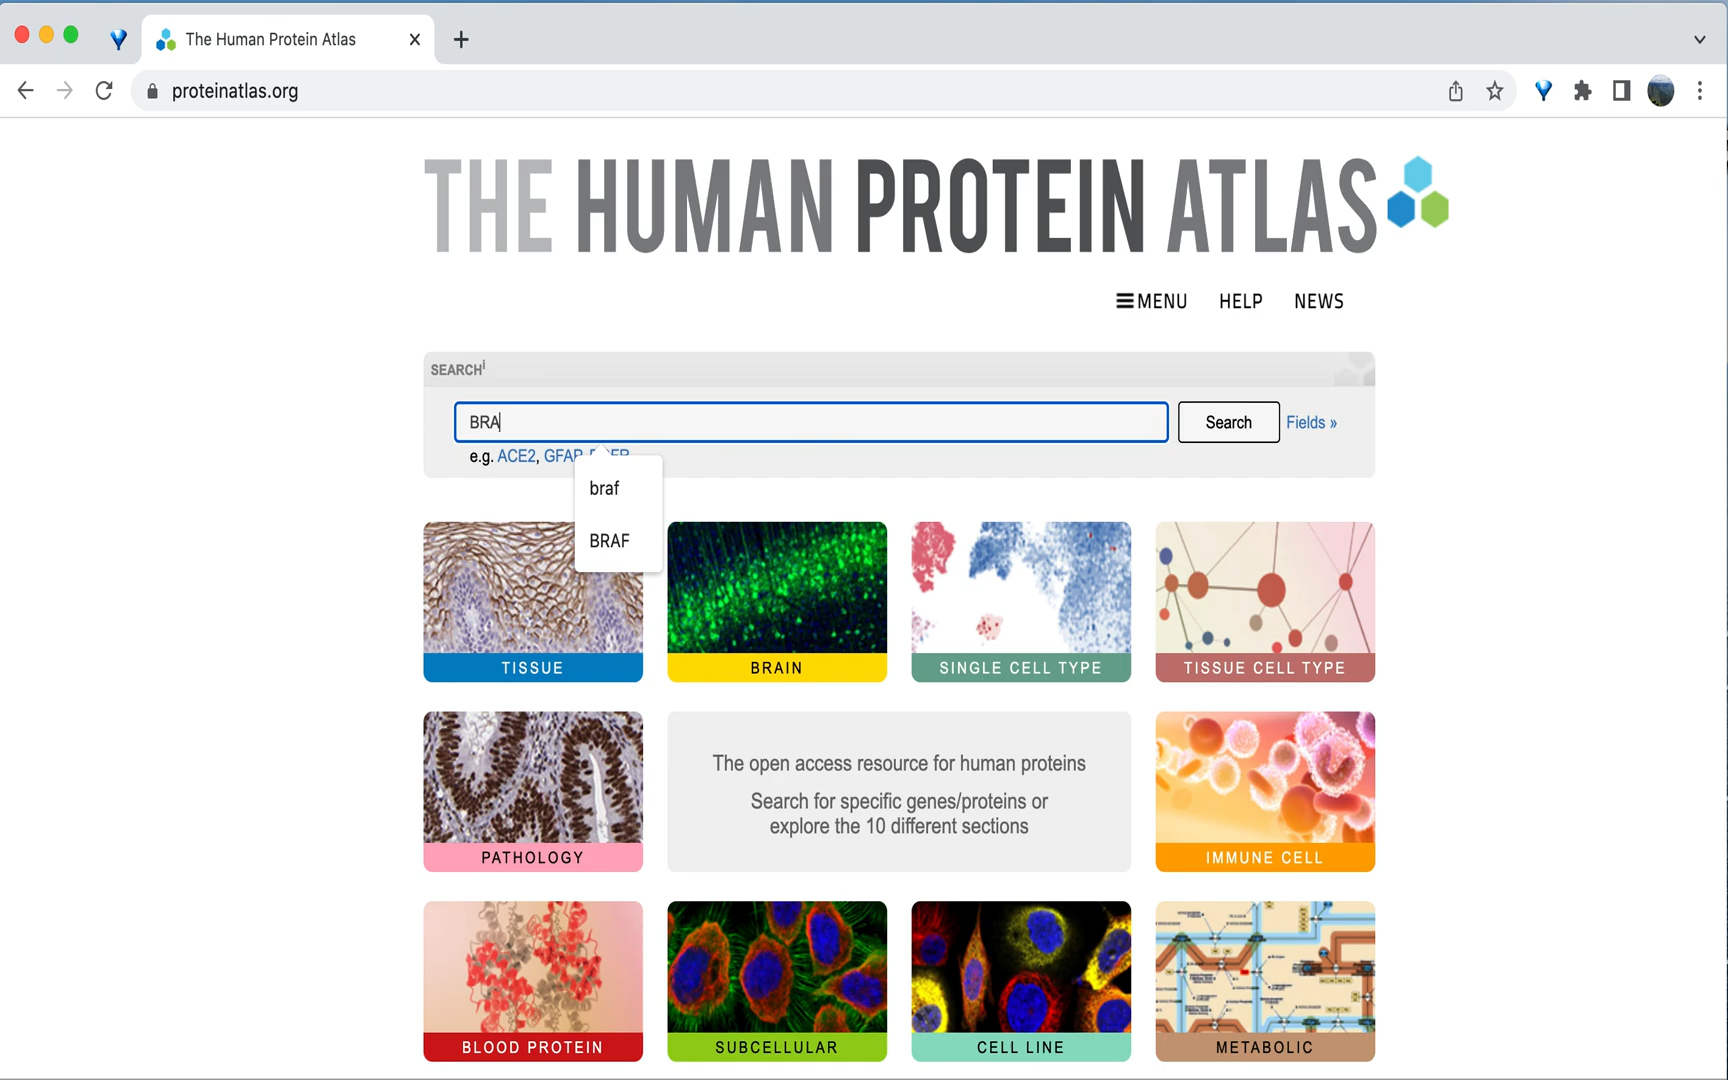 The Human Protein Atlas
proteinatlas.org
THE HUMAN PROTEIN ATLAS
MENU HELP NEWS
SEARCHi
BRA
Search
Fields »
e.g. ACE2, GFAP,
braf
BRAF
TISSUE
BRAIN
SINGLE CELL TYPE
TISSUE CELL TYPE
PATHOLOGY
The open access resource for human proteins
Search for specific genes/proteins or
explore the 10 different sections
IMMUNE CELL
BLOOD PROTEIN
SUBCELLULAR
CELL LINE
METABOLIC